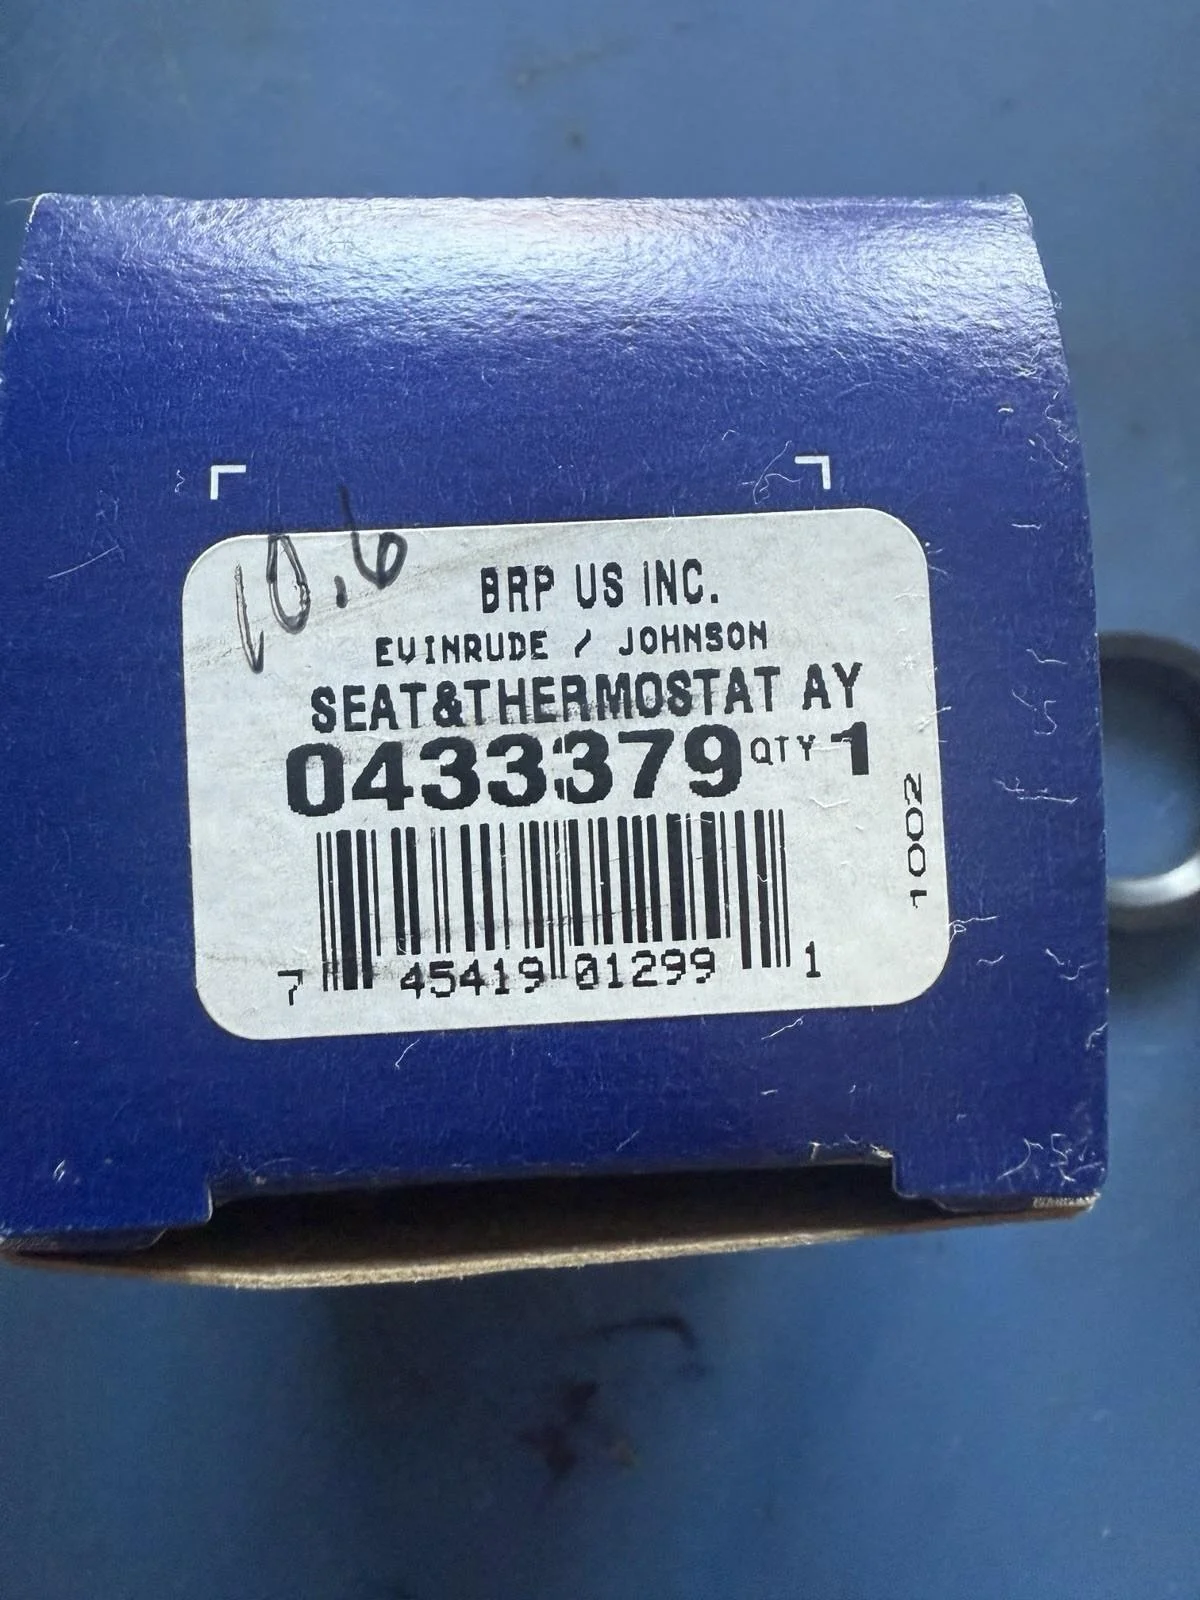 10.6
BRP US INC.
EVINRUDE / JOHNSON
SEAT&THERMOSTAT AY
0433379 QTY 1
1002
7 45419 01299 1